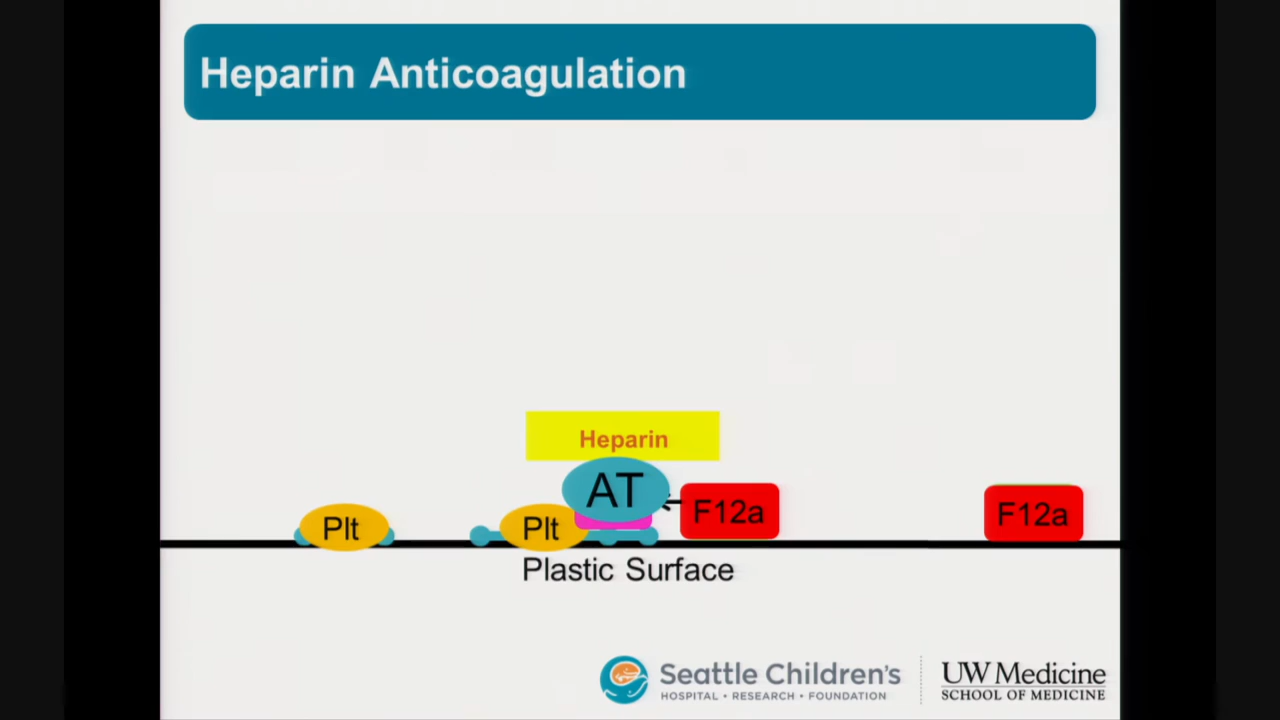 Heparin Anticoagulation
Heparin
AT
Plt
Plt
F12a
F12a
Plastic Surface
Seattle Children's
HOSPITAL • RESEARCH • FOUNDATION
UW Medicine
SCHOOL OF MEDICINE